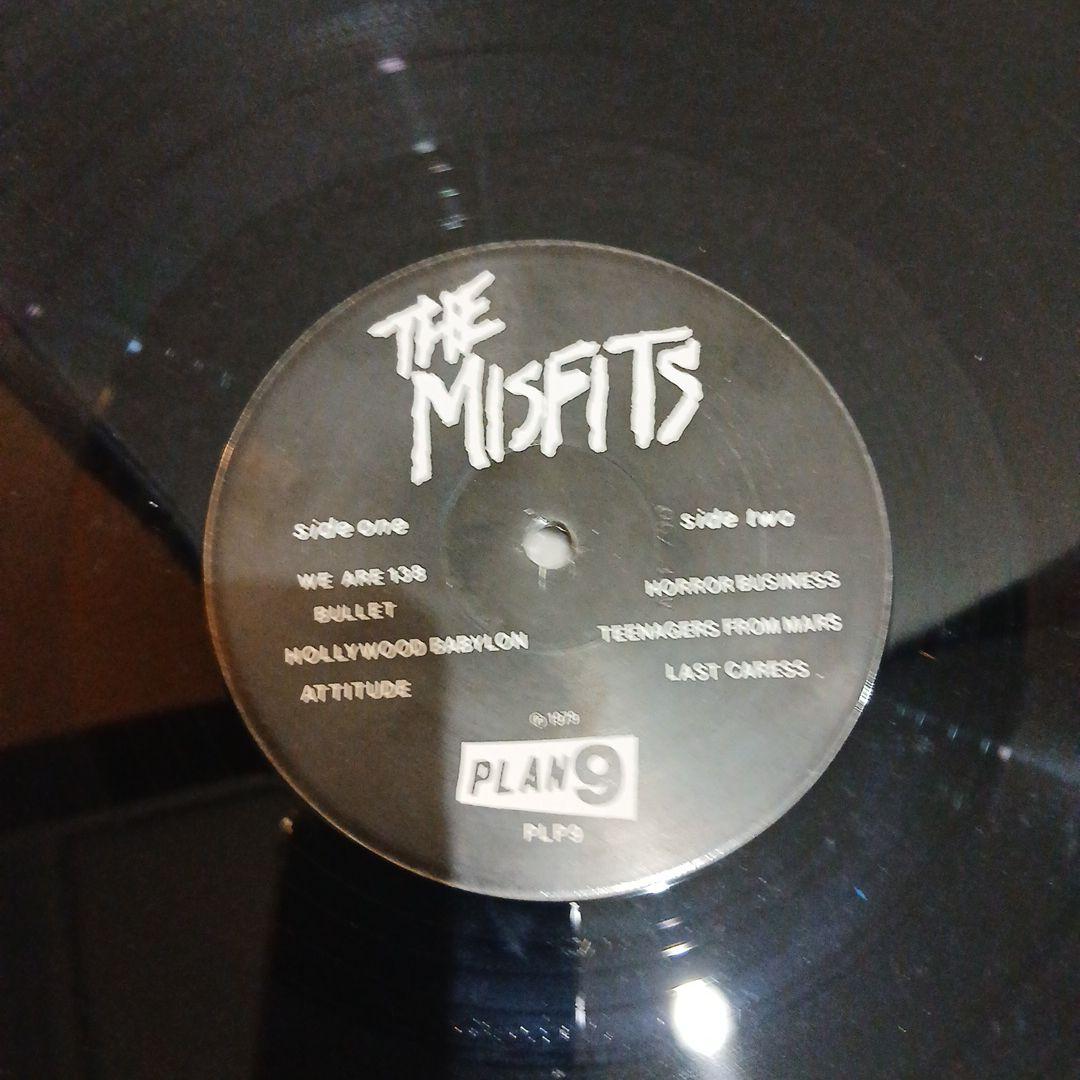 THE
MISFITS
side one
WE ARE 138
BULLET
HOLLYWOOD BABYLON
ATTITUDE
side two
HORROR BUSINESS
TEENAGERS FROM MARS
LAST CARESS
PLAN 9
PLP9